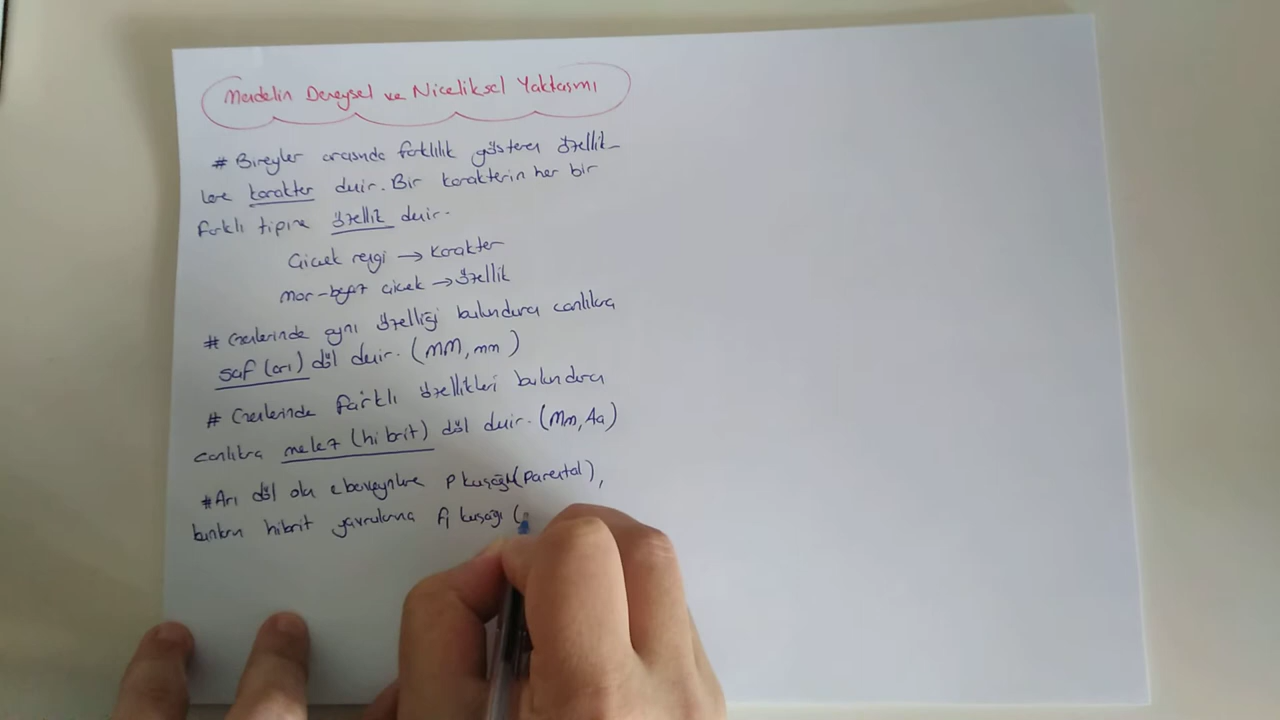 Mendelin Deneysel ve Niceliksel Yaktasımı
# Bireyler arasında farklılık gösteren özellik-
lere karakter denir. Bir karakterin her bir
farklı tipine özellik denir.
Çiçek rengi → karakter
mor-beyaz çicek → özellik
# Genlerinde aynı özelliği bulunduran canlılara
saf (arı) döl denir. (MM, mm)
# Genlerinde farklı özellikleri bulunduran
canlılara melez (hibrit) döl denir. (Mm, Aa)
#Arı döl olan ebeveynlere P kuşağı (parental),
bunların hibrit yavrularına F₁ kuşağı (